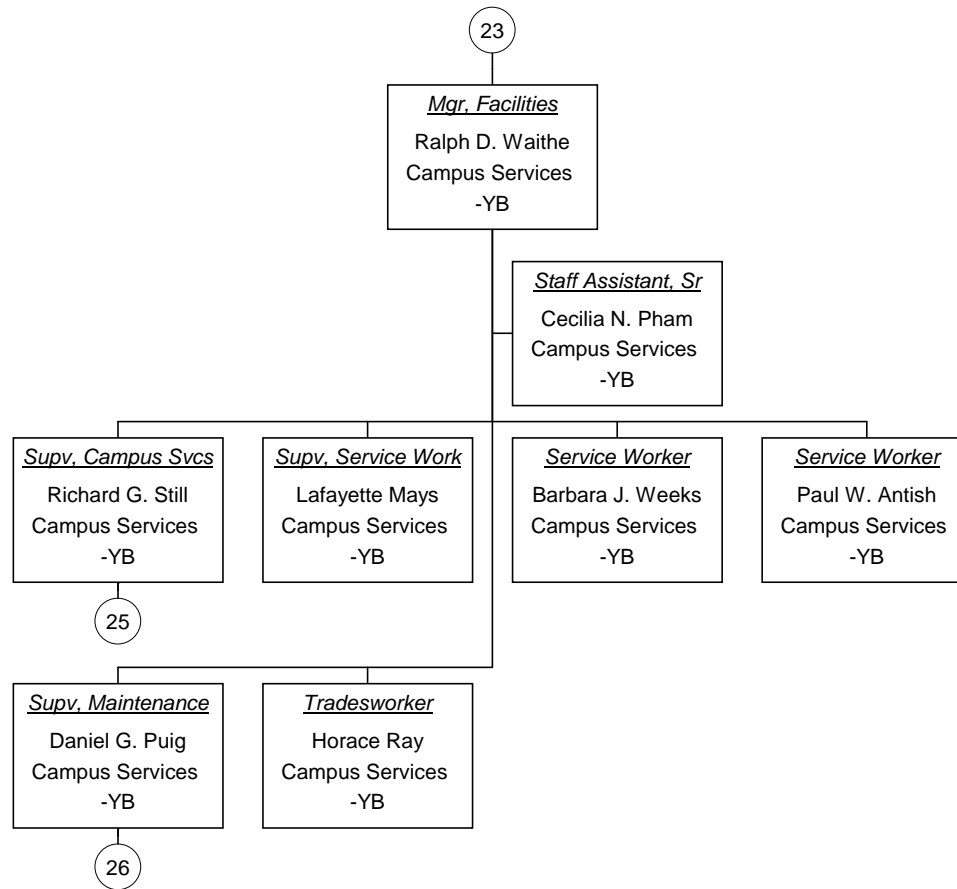 23
Mgr, Facilities
Ralph D. Waithe
Campus Services
-YB
Staff Assistant, Sr
Cecilia N. Pham
Campus Services
-YB
Supv, Campus Svcs
Richard G. Still
Campus Services
-YB
25
Supv, Service Work
Lafayette Mays
Campus Services
-YB
Service Worker
Barbara J. Weeks
Campus Services
-YB
Service Worker
Paul W. Antish
Campus Services
-YB
Supv, Maintenance
Daniel G. Puig
Campus Services
-YB
26
Tradesworker
Horace Ray
Campus Services
-YB